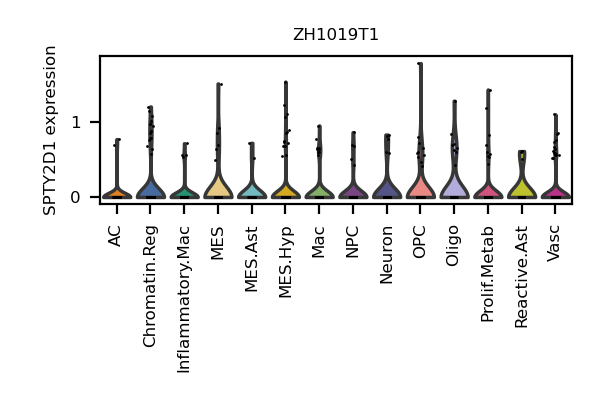 ZH1019T1
SPTY2D1 expression
1
0
AC
Chromatin.Reg
Inflammatory.Mac
MES
MES.Ast
MES.Hyp
Mac
NPC
Neuron
OPC
Oligo
Prolif.Metab
Reactive.Ast
Vasc